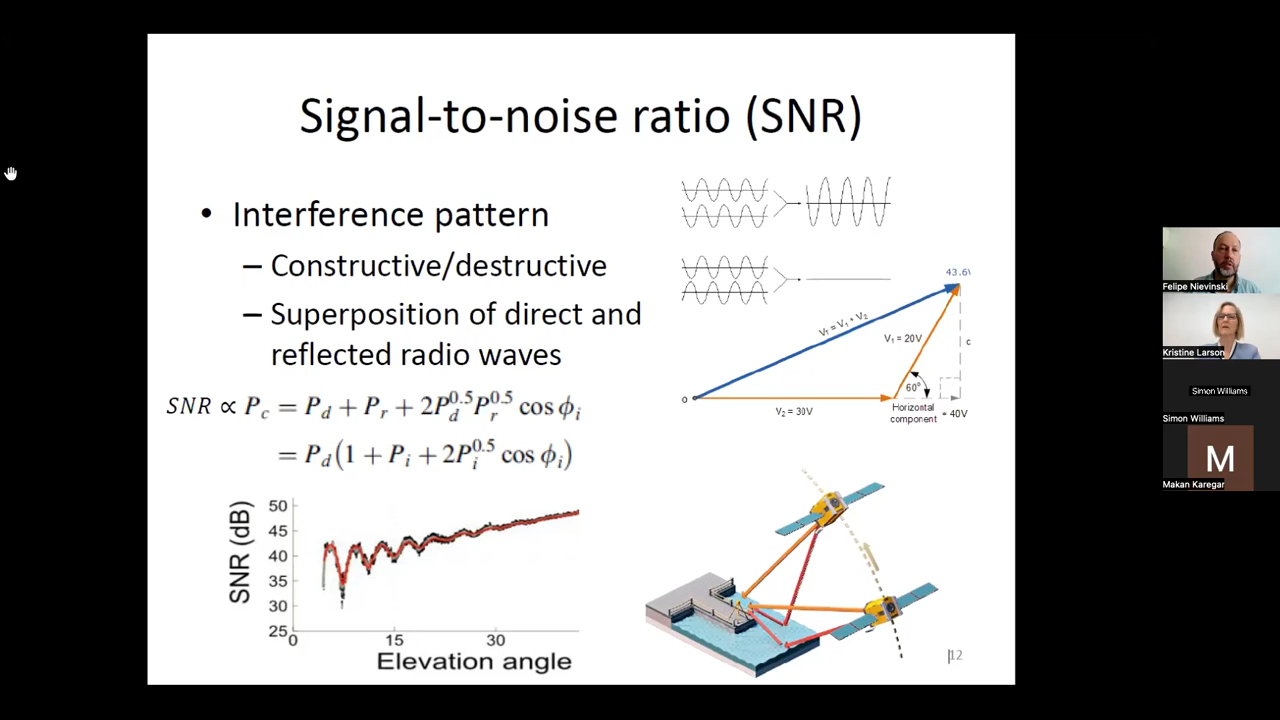 Signal-to-noise ratio (SNR)
• Interference pattern
– Constructive/destructive
– Superposition of direct and
reflected radio waves
SNR ∝ P_c = P_d + P_r + 2P_d^0.5 P_r^0.5 cos ϕ_i
= P_d(1 + P_i + 2P_i^0.5 cos ϕ_i)
SNR (dB)
50
45
40
35
30
25
0
15
30
Elevation angle
43.6V
V_T = V_1 + V_2
V₁ = 20V
c
60°
o
V₂ = 30V
Horizontal
component
= 40V
12
Felipe Nievinski
Kristine Larson
Simon Williams
Simon Williams
M
Makan Karegar